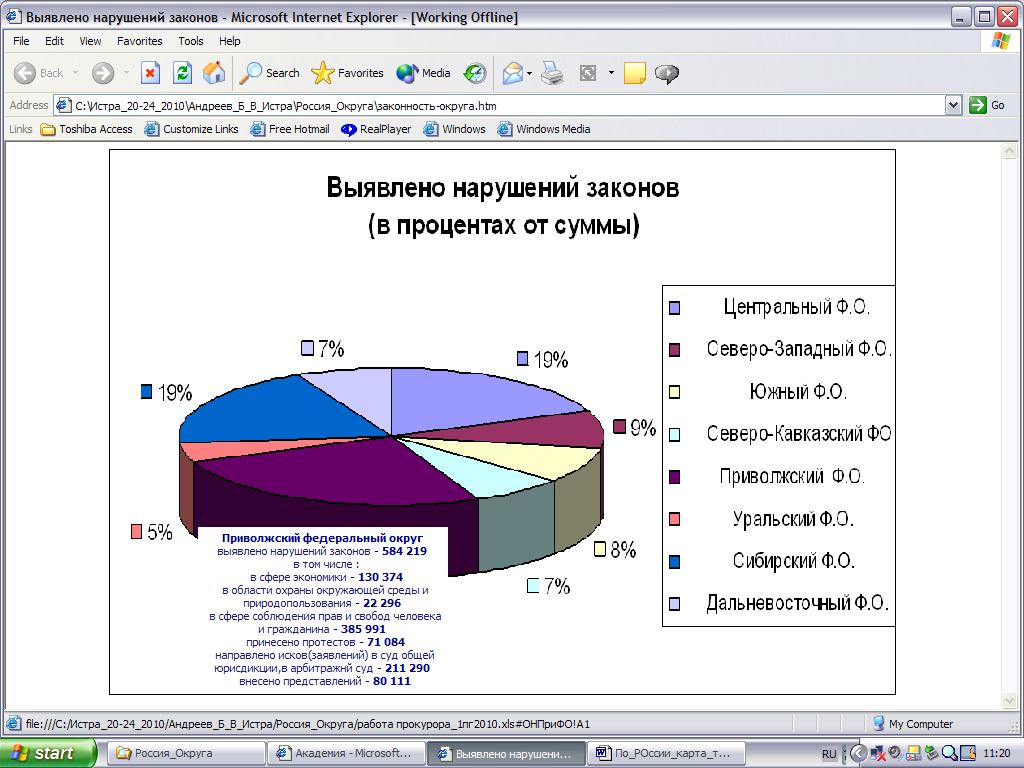 Выявлено нарушений законов - Microsoft Internet Explorer - [Working Offline]
File Edit View Favorites Tools Help
Back Search Favorites Media
Address C:\Истра_20-24_2010\Андреев_Б_В_Истра\Россия_Округа\законность-округа.htm Go
Links Toshiba Access Customize Links Free Hotmail RealPlayer Windows Windows Media
Выявлено нарушений законов
(в процентах от суммы)
7%
19%
19%
9%
5%
8%
7%
Центральный Ф.О.
Северо-Западный Ф.О.
Южный Ф.О.
Северо-Кавказский ФО
Приволжский Ф.О.
Уральский Ф.О.
Сибирский Ф.О.
Дальневосточный Ф.О.
Приволжский федеральный округ
выявлено нарушений законов - 584 219
в том числе :
в сфере экономики - 130 374
в области охраны окружающей среды и
природопользования - 22 296
в сфере соблюдения прав и свобод человека
и гражданина - 385 991
принесено протестов - 71 084
направлено исков(заявлений) в суд общей
юрисдикции,в арбитражнй суд - 211 290
внесено представлений - 80 111
file:///C:/Истра_20-24_2010/Андреев_Б_В_Истра/Россия_Округа/работа прокурора_1пг2010.xls#ОНПриФО!A1 My Computer
start Россия_Округа Академия - Microsoft... Выявлено нарушени... По_РОссии_карта_т... RU 11:20